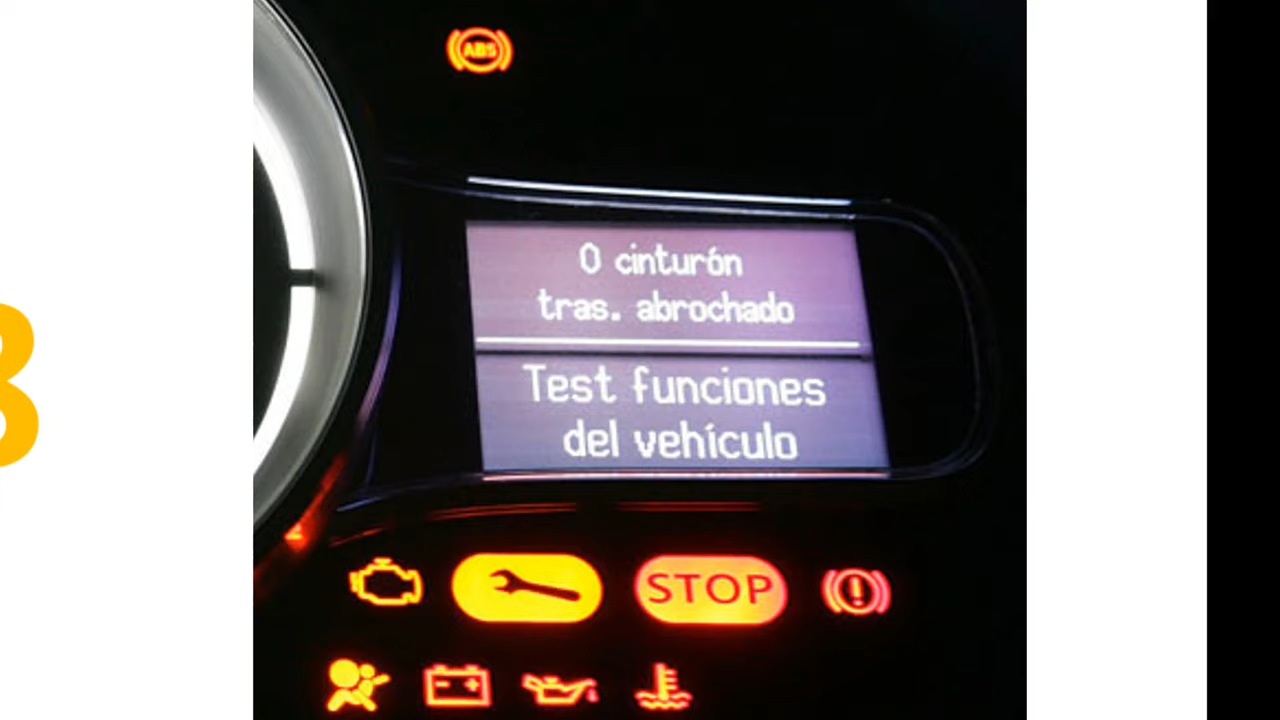 ABS
0 cinturón
tras. abrochado
Test funciones
del vehículo
STOP